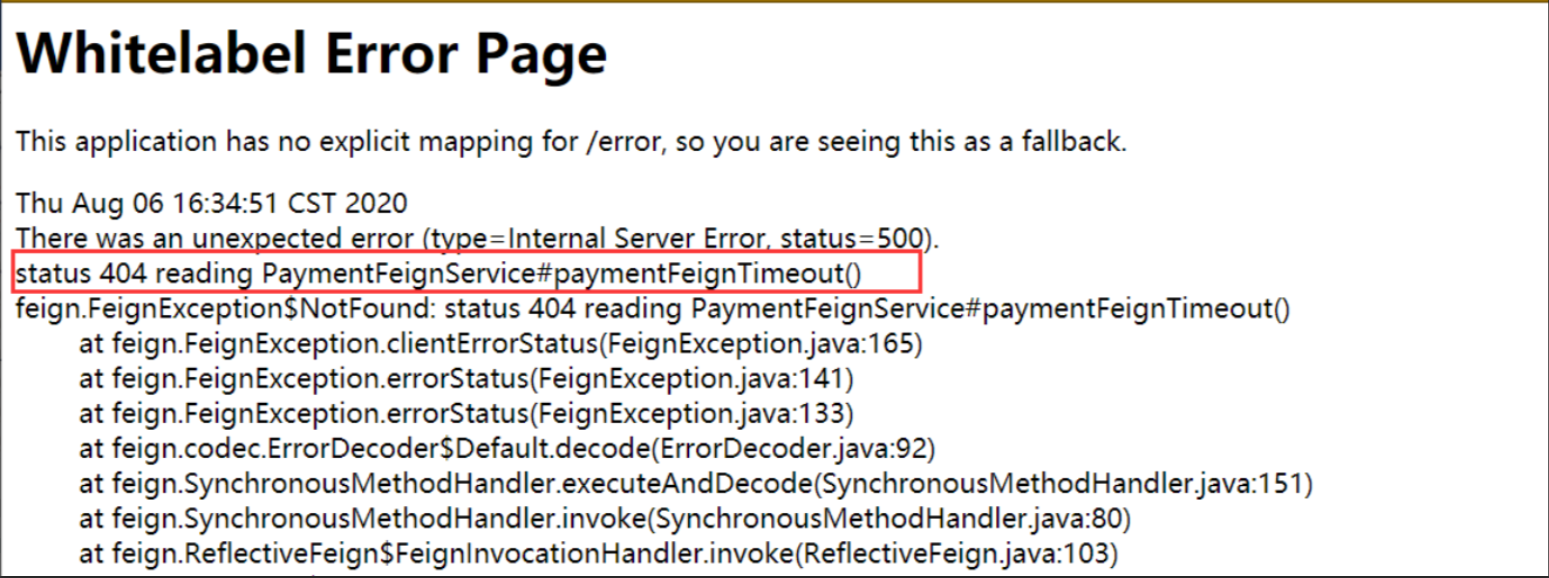 Whitelabel Error Page
This application has no explicit mapping for /error, so you are seeing this as a fallback.
Thu Aug 06 16:34:51 CST 2020
There was an unexpected error (type=Internal Server Error, status=500).
status 404 reading PaymentFeignService#paymentFeignTimeout()
feign.FeignException$NotFound: status 404 reading PaymentFeignService#paymentFeignTimeout()
at feign.FeignException.clientErrorStatus(FeignException.java:165)
at feign.FeignException.errorStatus(FeignException.java:141)
at feign.FeignException.errorStatus(FeignException.java:133)
at feign.codec.ErrorDecoder$Default.decode(ErrorDecoder.java:92)
at feign.SynchronousMethodHandler.executeAndDecode(SynchronousMethodHandler.java:151)
at feign.SynchronousMethodHandler.invoke(SynchronousMethodHandler.java:80)
at feign.ReflectiveFeign$FeignInvocationHandler.invoke(ReflectiveFeign.java:103)